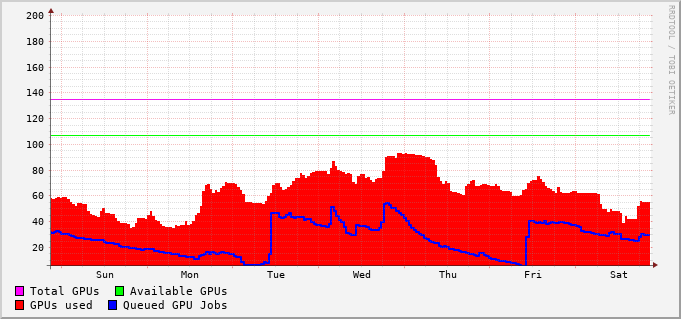 RRDTOOL / TOBI OETIKER
200
180
160
140
120
100
80
60
40
20
Sun Mon Tue Wed Thu Fri Sat
Total GPUs Available GPUs
GPUs used Queued GPU Jobs